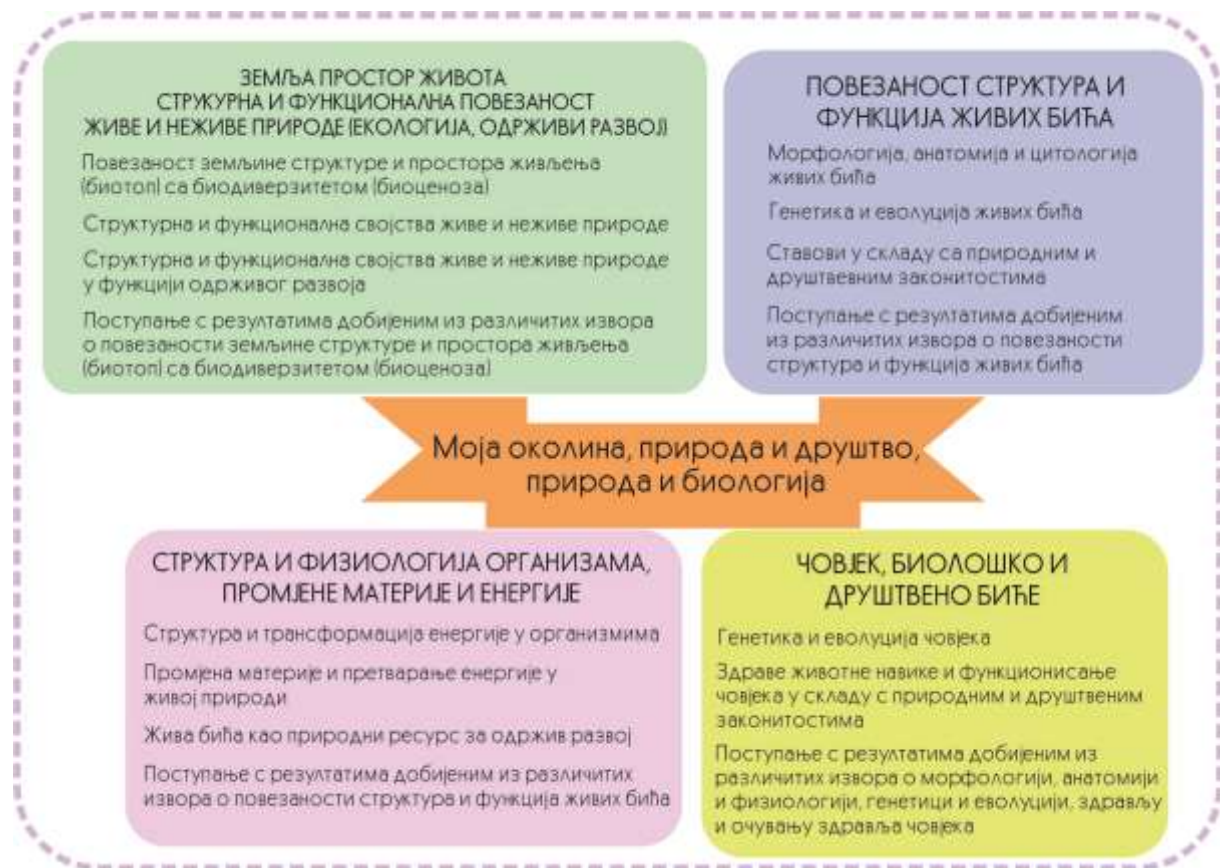 ЗЕМЉА ПРОСТОР ЖИВОТА
СТРУКУРНА И ФУНКЦИОНАЛНА ПОВЕЗАНОСТ
ЖИВЕ И НЕЖИВЕ ПРИРОДЕ (ЕКОЛОГИЈА, ОДРЖИВИ РАЗВОЈ)
Повезаност земљине структуре и простора живљења
(биотоп) са биодиверзитетом (биоценоза)
Структурна и функционална својства живе и неживе природе
Структурна и функционална својства живе и неживе природе
у функцији одрживог развоја
Поступање с резултатима добијеним из различитих извора
о повезаности земљине структуре и простора живљења
(биотоп) са биодиверзитетом (биоценоза)
ПОВЕЗАНОСТ СТРУКТУРА И
ФУНКЦИЈА ЖИВИХ БИЋА
Морфологија, анатомија и цитологија
живих бића
Генетика и еволуција живих бића
Ставови у складу са природним и
друштвевним законитостима
Поступање с резултатима добијеним
из различитих извора о повезаности
структура и функција живих бића
Моја околина, природа и друштво,
природа и биологија
СТРУКТУРА И ФИЗИОЛОГИЈА ОРГАНИЗАМА,
ПРОМЈЕНЕ МАТЕРИЈЕ И ЕНЕРГИЈЕ
Структура и трансформација енергије у организмима
Промјена материје и претварање енергије у
живој природи
Жива бића као природни ресурс за одржив развој
Поступање с резултатима добијеним из различитих
извора о повезаности структура и функција живих бића
ЧОВЈЕК, БИОЛОШКО И
ДРУШТВЕНО БИЋЕ
Генетика и еволуција човјека
Здраве животне навике и функционисање
човјека у складу с природним и друштвеним
законитостима
Поступање с резултатима добијеним из
различитих извора о морфологији, анатомији
и физиологији, генетици и еволуцији, здрављу
и очувању здравља човјека